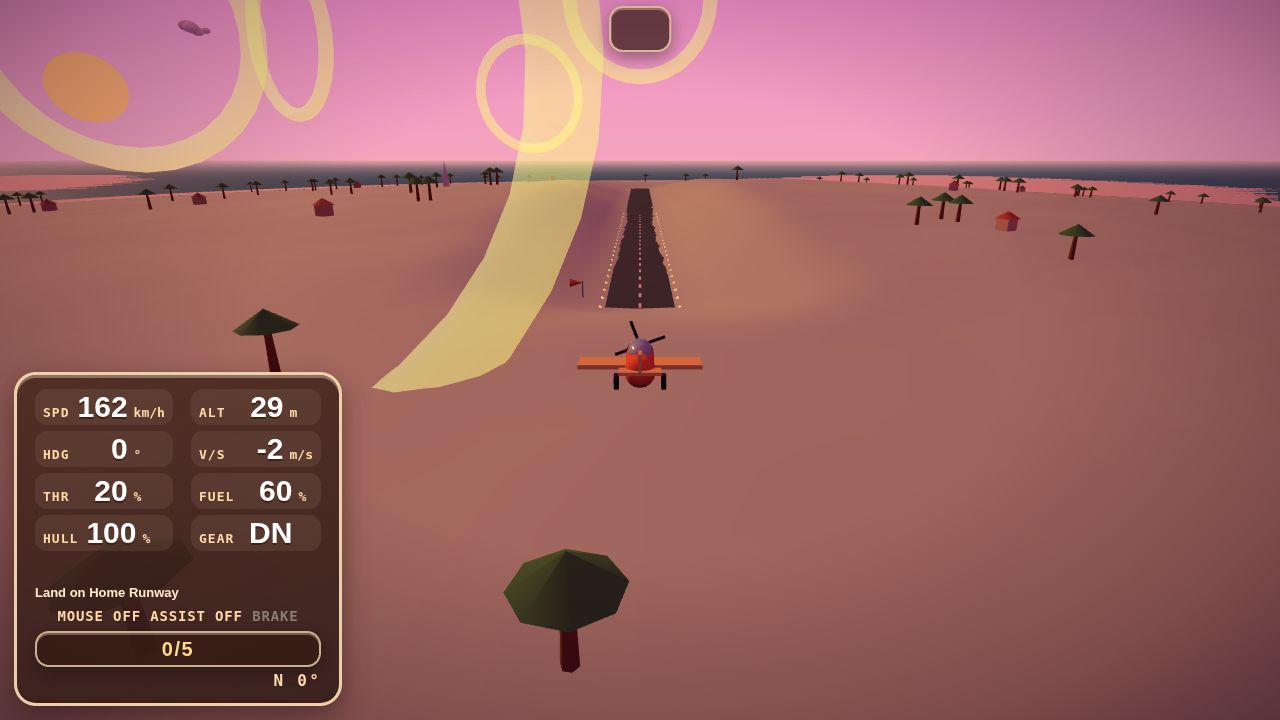 SPD 162 km/h ALT 29 m
HDG 0 ° V/S -2 m/s
THR 20 % FUEL 60 %
HULL 100 % GEAR DN
Land on Home Runway
MOUSE OFF ASSIST OFF BRAKE
0/5
N 0°